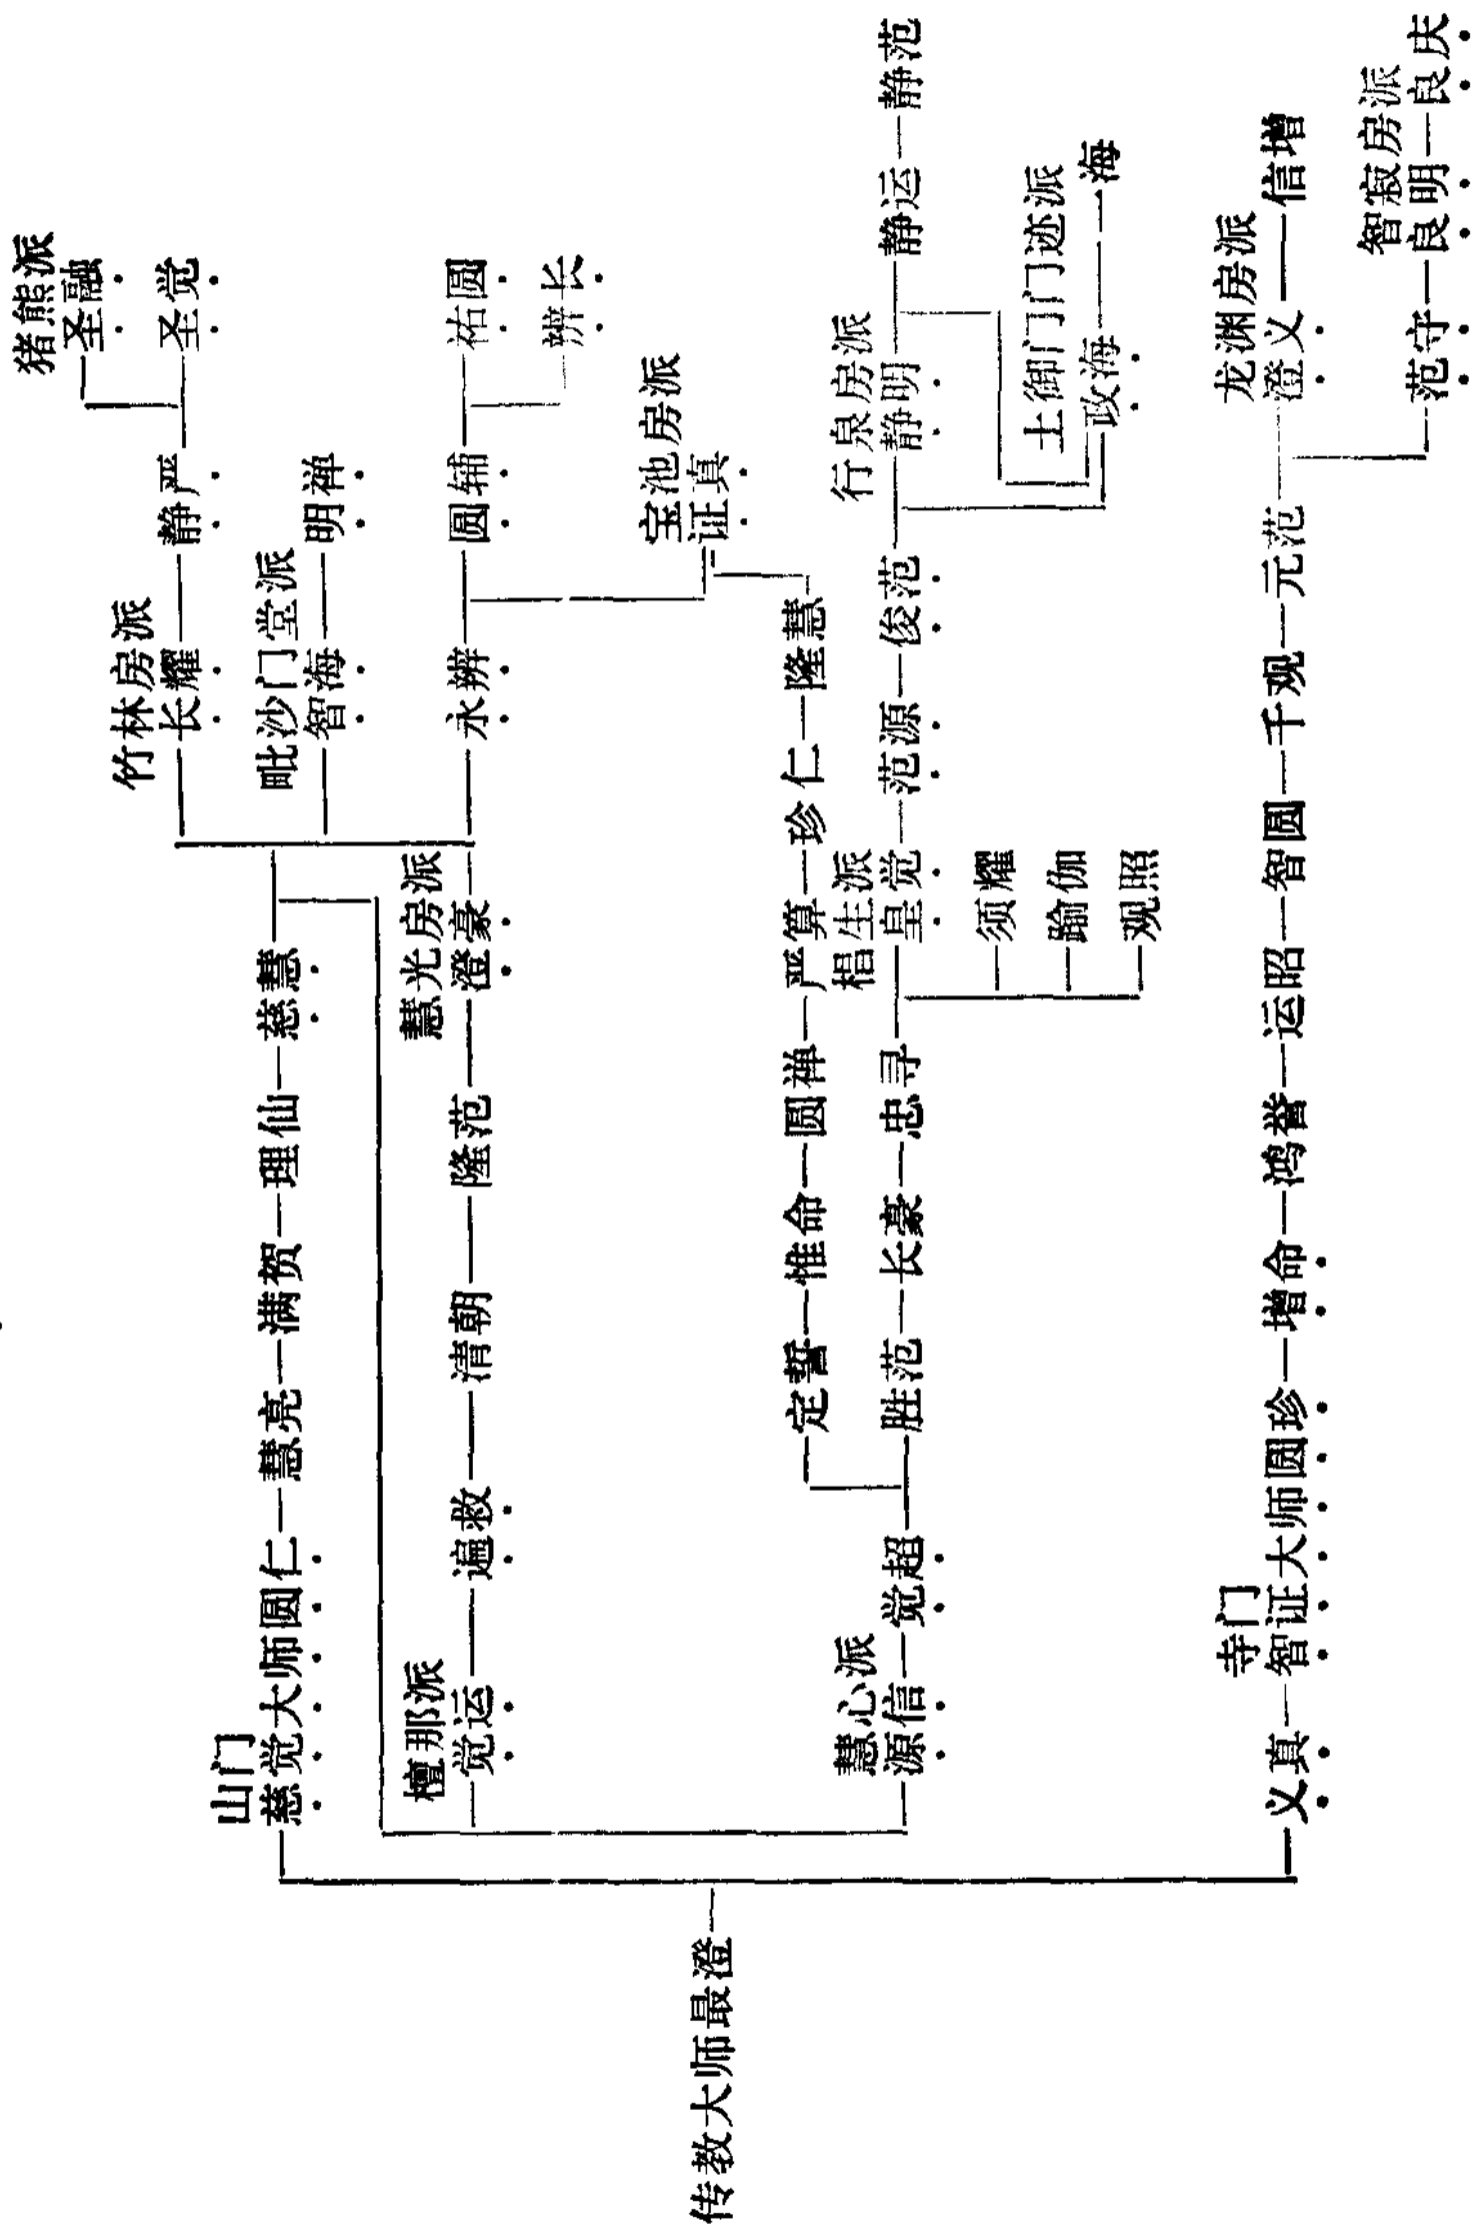 猪熊派
圣融
竹林房派
长耀—静严—圣觉
山门 毗沙门堂派
慈觉大师圆仁—慧亮—满贺—理仙—慈慧
智海—明禅
檀那派 慧光房派
觉运—遍救—清朝—隆范—澄豪—永辨—圆辅—祐圆
辨长
宝池房派
传教大师最澄— 证真
定誓—惟命—圆禅—严算—珍仁—隆慧
慧心派 椙生派 行泉房派
源信—觉超—胜范—长豪—忠寻—皇觉—范源—俊范—静明—静运—静范
须耀
土御门门迹派
踰伽
政海——海
观照
寺门 龙渊房派
义真—智证大师圆珍—增命—鸿誉—运昭—智圆—千观—元范—澄义—信增
智寂房派
范守—良明—良庆